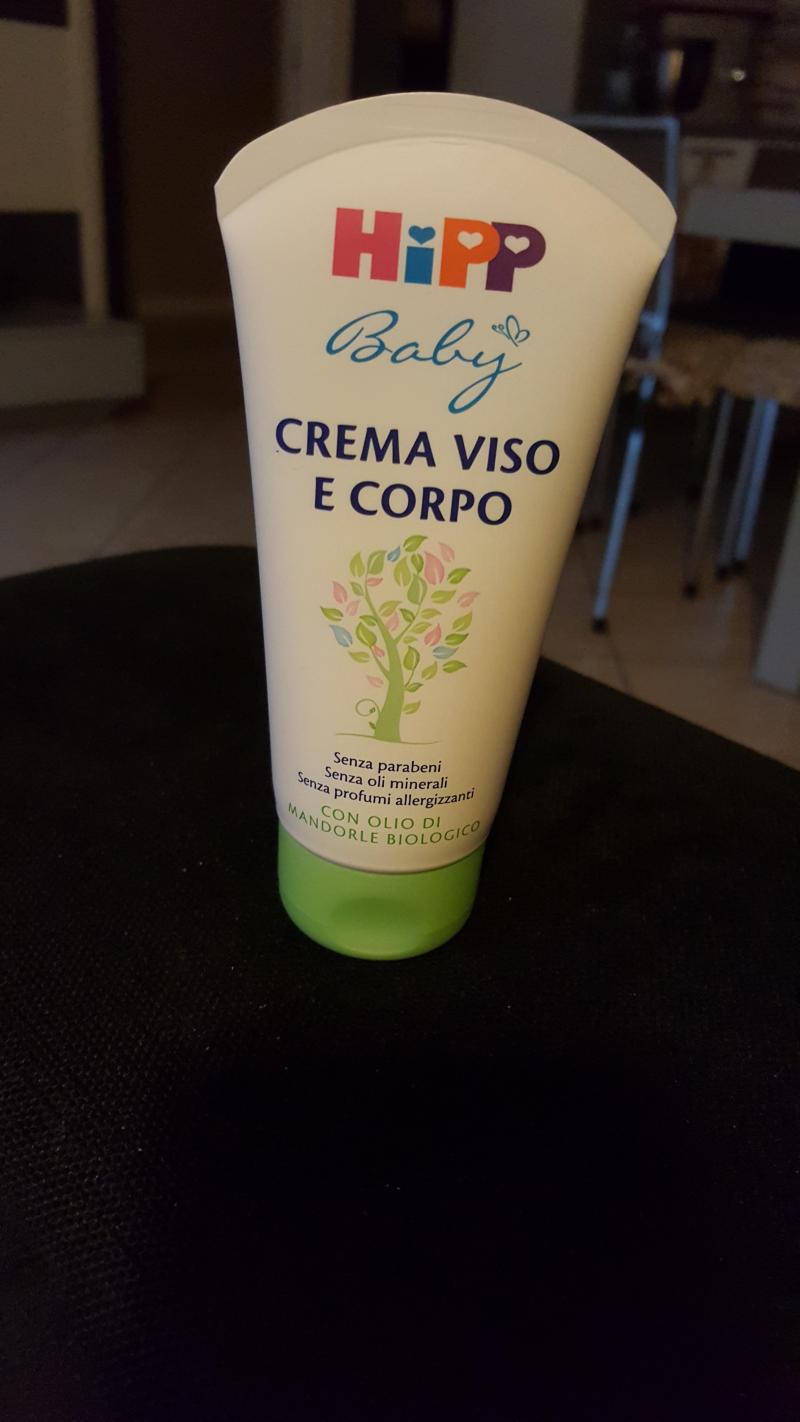 HiPP
Baby
CREMA VISO
E CORPO
Senza parabeni
Senza oli minerali
Senza profumi allergizzanti
CON OLIO DI
MANDORLE BIOLOGICO